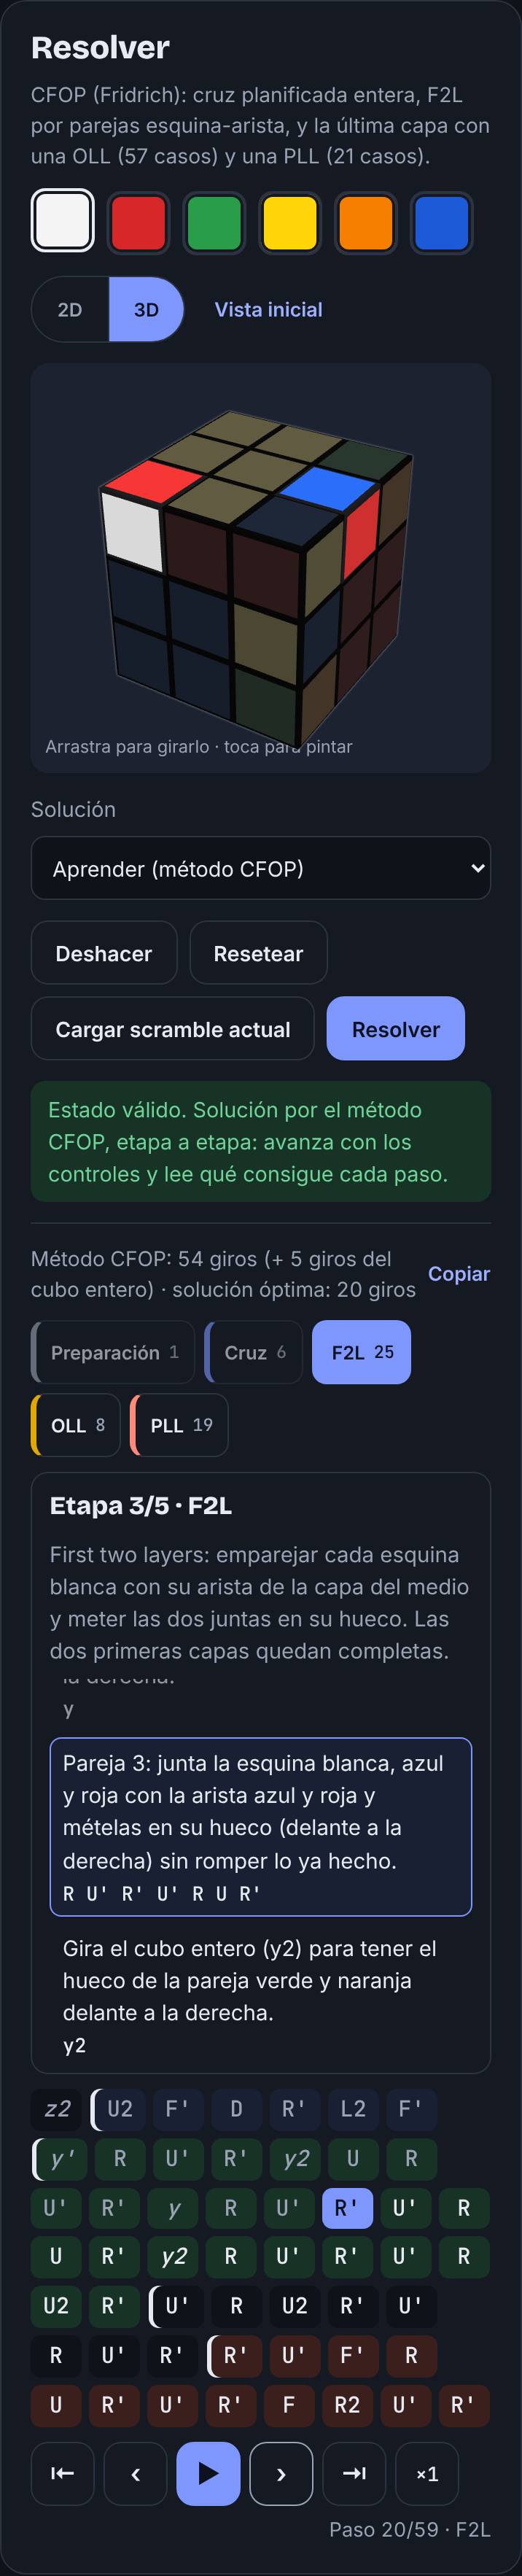 Resolver
CFOP (Fridrich): cruz planificada entera, F2L
por parejas esquina-arista, y la última capa con
una OLL (57 casos) y una PLL (21 casos).
2D 3D Vista inicial
Arrastra para girarlo · toca para pintar
Solución
Aprender (método CFOP)
Deshacer Resetear
Cargar scramble actual Resolver
Estado válido. Solución por el método
CFOP, etapa a etapa: avanza con los
controles y lee qué consigue cada paso.
Método CFOP: 54 giros (+ 5 giros del
cubo entero) · solución óptima: 20 giros
Copiar
Preparación 1 Cruz 6 F2L 25
OLL 8 PLL 19
Etapa 3/5 · F2L
First two layers: emparejar cada esquina
blanca con su arista de la capa del medio
y meter las dos juntas en su hueco. Las
dos primeras capas quedan completas.
la derecha.
y
Pareja 3: junta la esquina blanca, azul
y roja con la arista azul y roja y
mételas en su hueco (delante a la
derecha) sin romper lo ya hecho.
R U' R' U' R U R'
Gira el cubo entero (y2) para tener el
hueco de la pareja verde y naranja
delante a la derecha.
y2
z2 U2 F' D R' L2 F'
y' R U' R' y2 U R
U' R' y R U' R' U' R
U R' y2 R U' R' U' R
U2 R' U' R U2 R' U'
R U' R' R' U' F' R
U R' U' R' F R2 U' R'
×1
Paso 20/59 · F2L